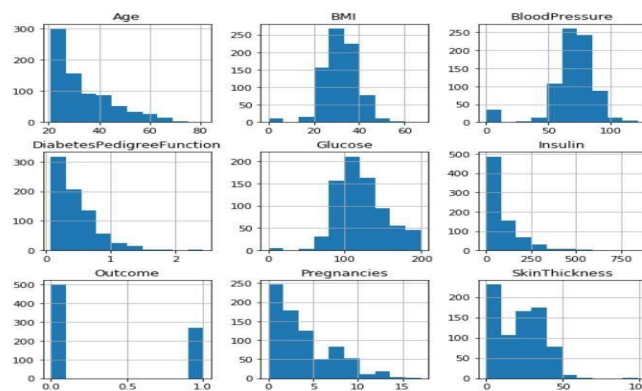 Age BMI BloodPressure
300 200 100 0
250 200 150 100 50 0
250 200 150 100 50 0
20 40 60 80
0 20 40 60
0 50 100
DiabetesPedigreeFunction Glucose Insulin
300 200 100 0
200 150 100 50 0
500 400 300 200 100 0
0 1 2
0 100 200
0 250 500 750
Outcome Pregnancies SkinThickness
500 400 300 200 100 0
250 200 150 100 50 0
200 150 100 50 0
0.0 0.5 1.0
0 5 10 15
0 50 100